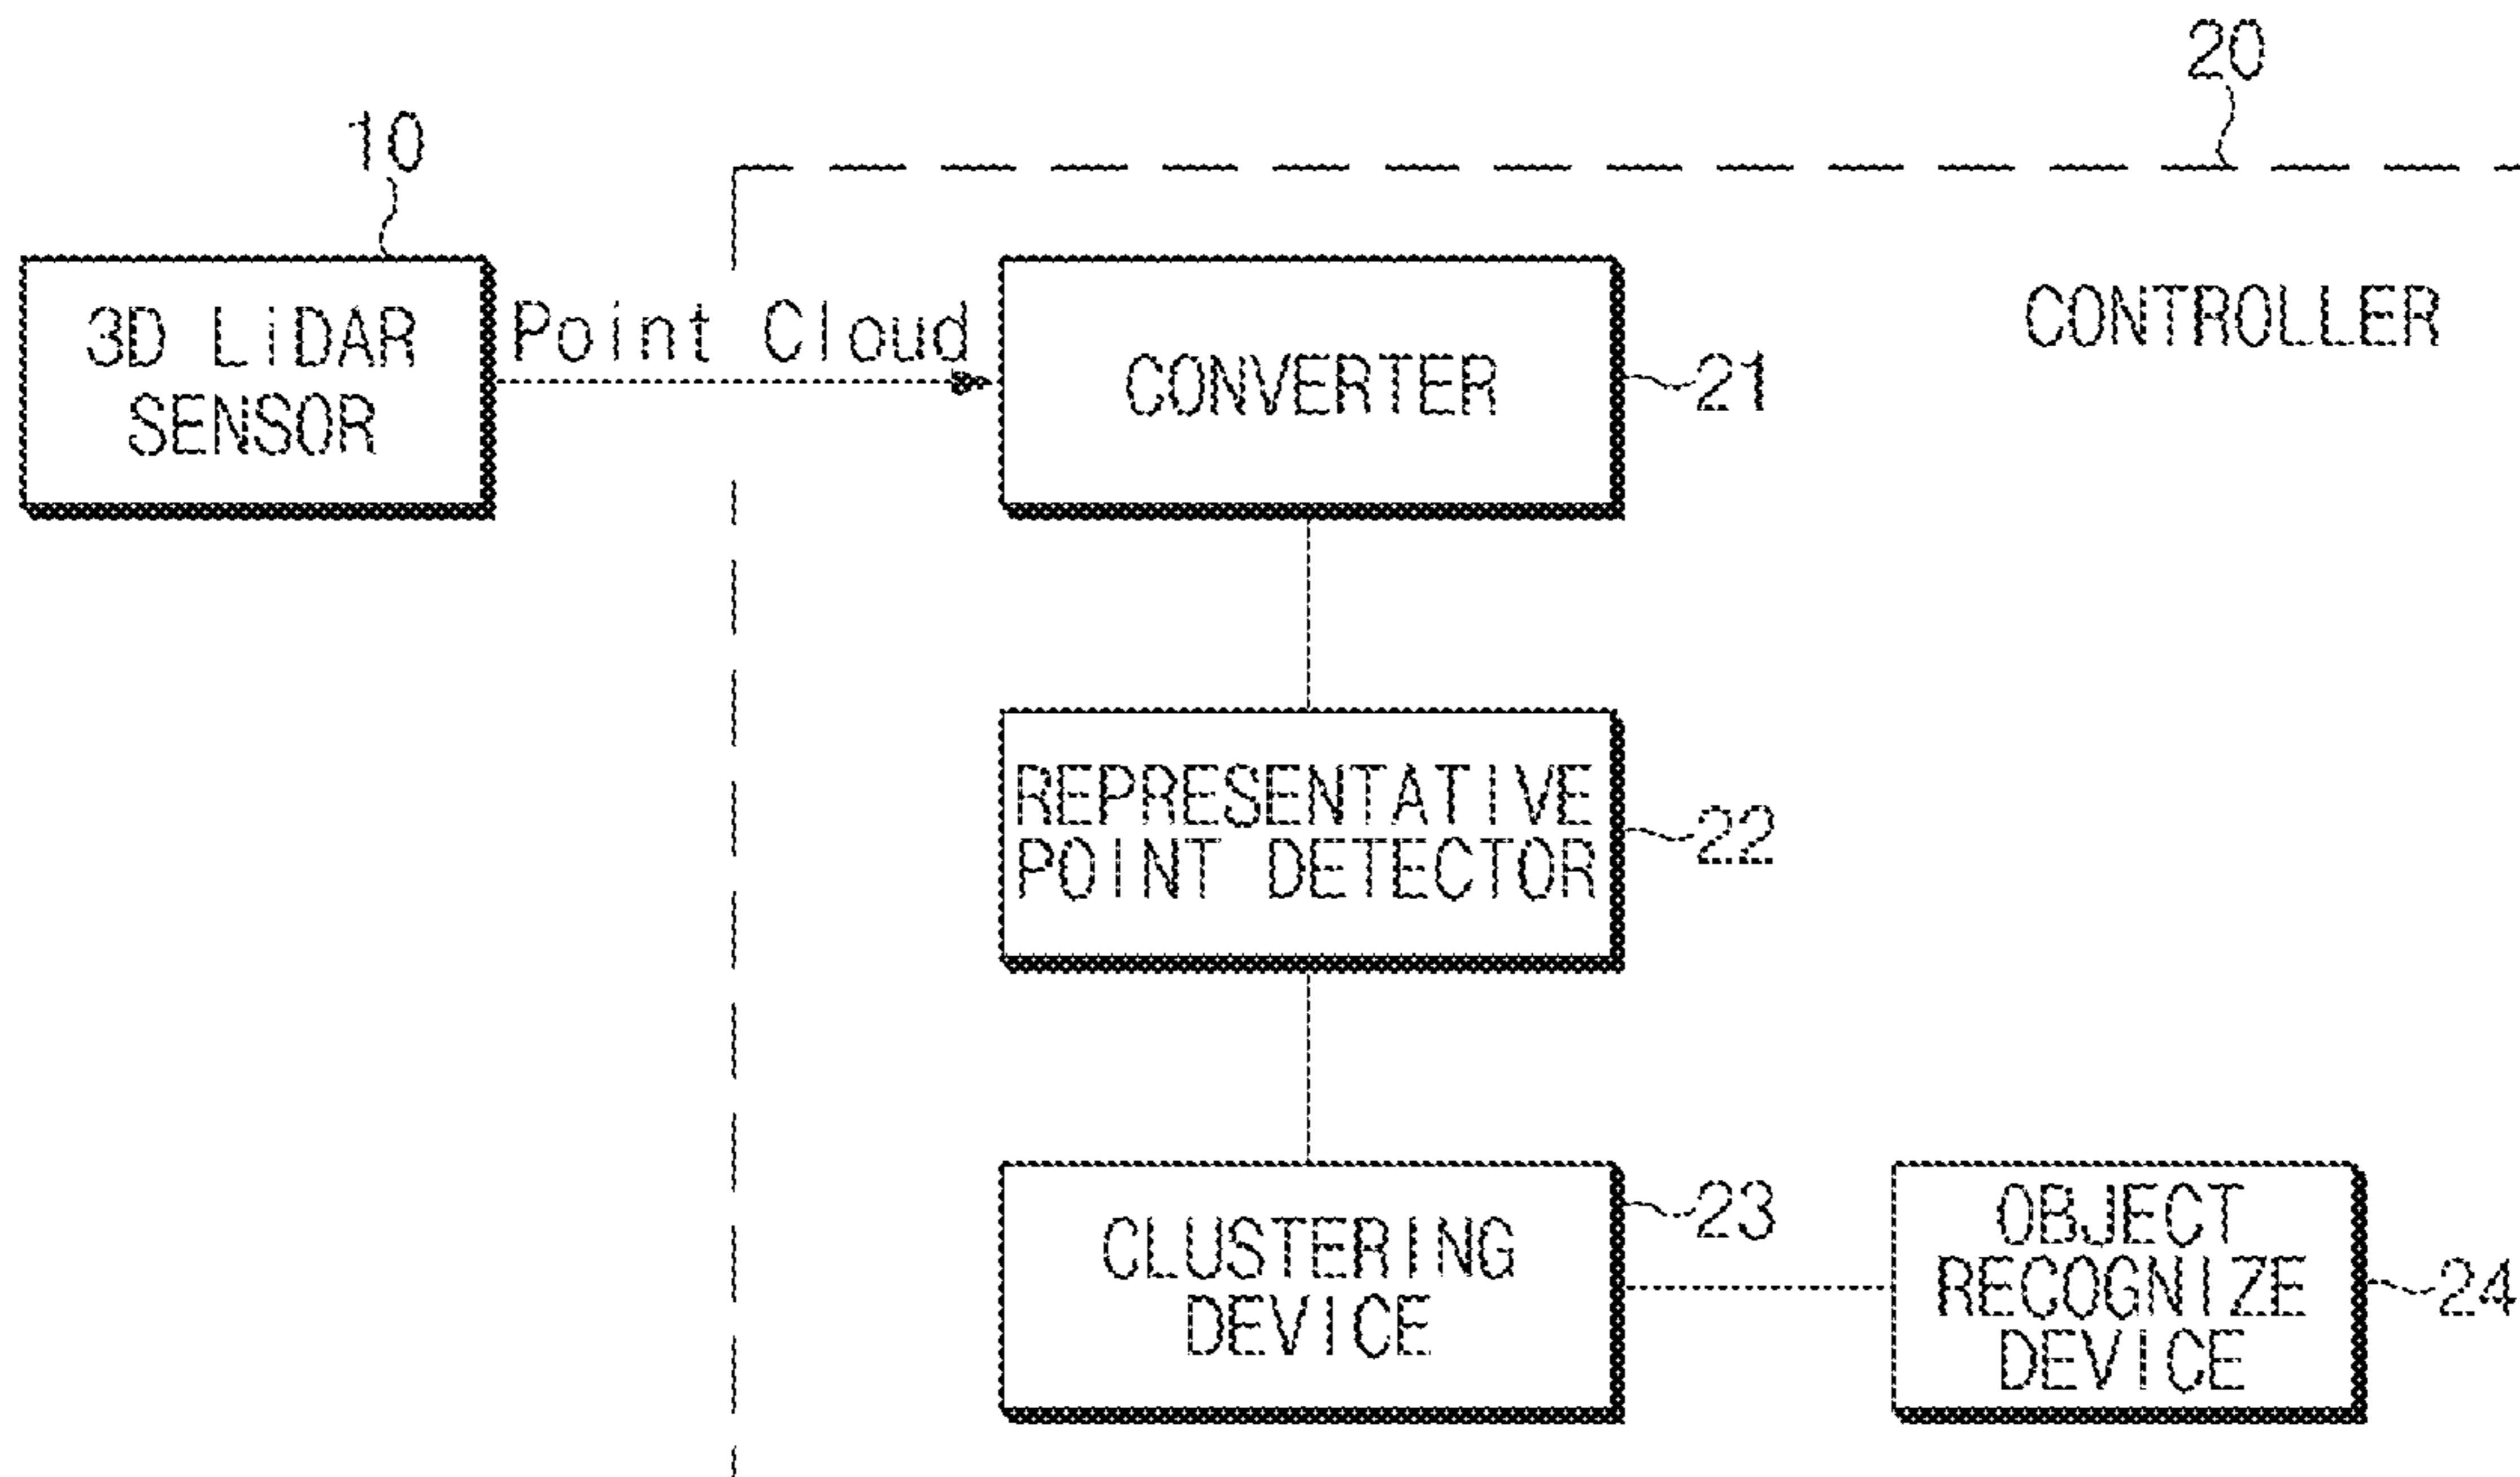 20
10
3D LiDAR
SENSOR
Point Cloud
CONVERTER
21
CONTROLLER
REPRESENTATIVE
POINT DETECTOR
22
CLUSTERING
DEVICE
23
OBJECT
RECOGNIZE
DEVICE
24